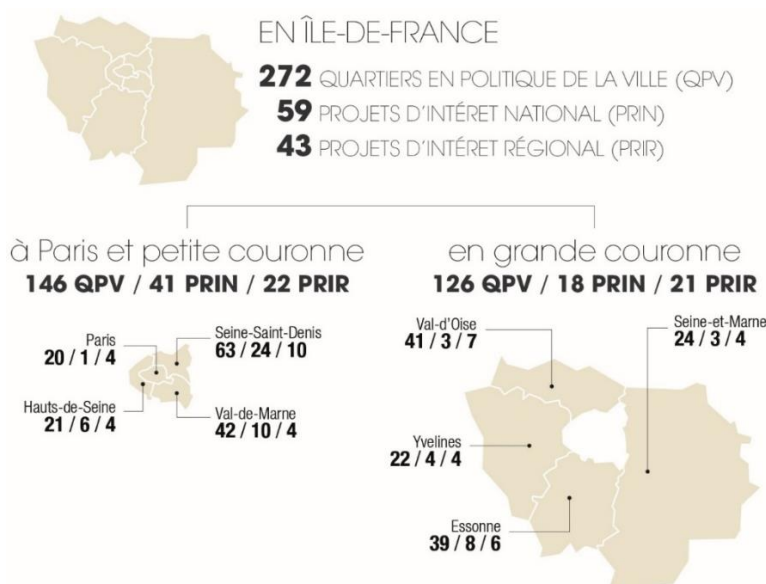 EN ÎLE-DE-FRANCE
272 QUARTIERS EN POLITIQUE DE LA VILLE (QPV)
59 PROJETS D'INTÉRET NATIONAL (PRIN)
43 PROJETS D'INTÉRET RÉGIONAL (PRIR)
à Paris et petite couronne
146 QPV / 41 PRIN / 22 PRIR
Paris
20 / 1 / 4
Seine-Saint-Denis
63 / 24 / 10
Hauts-de-Seine
21 / 6 / 4
Val-de-Marne
42 / 10 / 4
en grande couronne
126 QPV / 18 PRIN / 21 PRIR
Val-d'Oise
41 / 3 / 7
Seine-et-Marne
24 / 3 / 4
Yvelines
22 / 4 / 4
Essonne
39 / 8 / 6